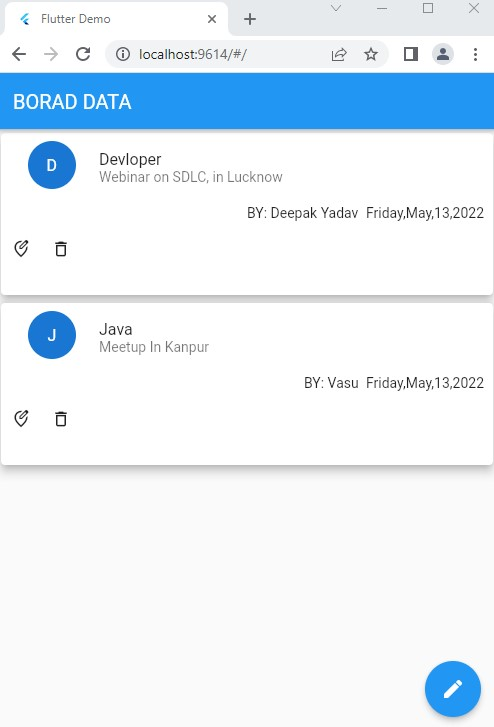 Flutter Demo
localhost:9614/#/
BORAD DATA
D
Devloper
Webinar on SDLC, in Lucknow
BY: Deepak Yadav Friday,May,13,2022
J
Java
Meetup In Kanpur
BY: Vasu Friday,May,13,2022